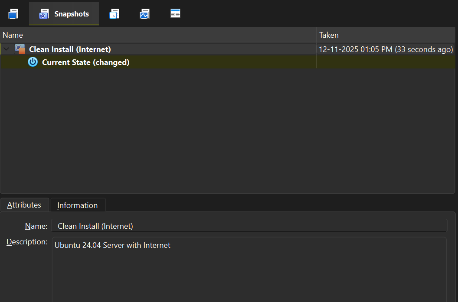 Snapshots
Name Taken
Clean Install (Internet) 12-11-2025 01:05 PM (33 seconds ago)
Current State (changed)
Attributes Information
Name: Clean Install (Internet)
Description: Ubuntu 24.04 Server with Internet